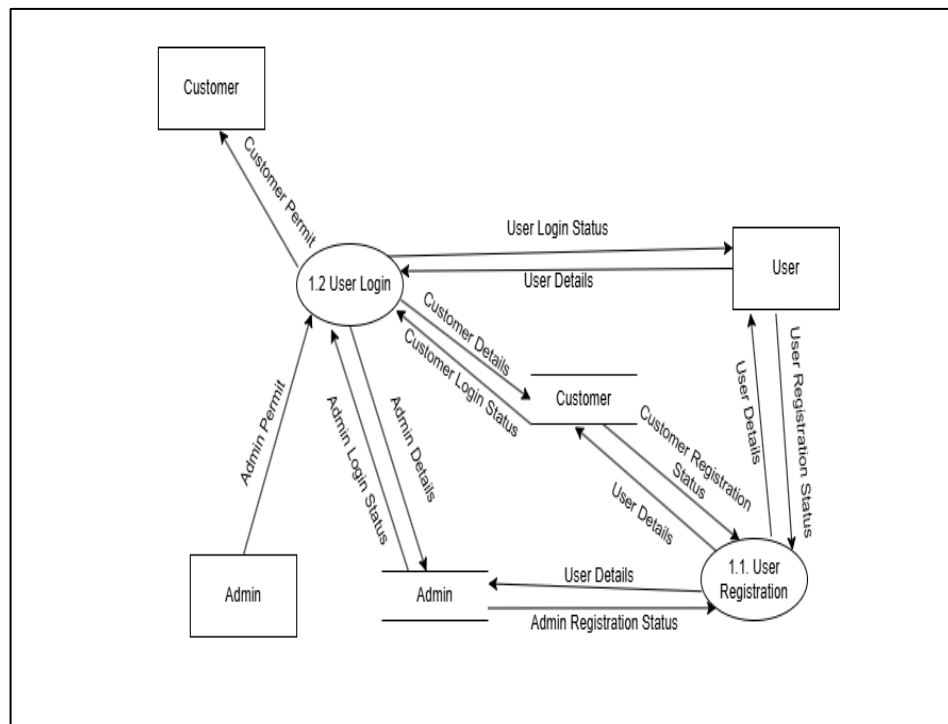 Customer
Customer Permit
User Login Status
User
1.2 User Login
User Details
Customer Details
Customer Login Status
User Details
User Registration Status
Customer
Customer Registration
Status
Admin Permit
Admin Details
Admin Login Status
User Details
1.1. User
Registration
User Details
Admin
Admin
Admin Registration Status